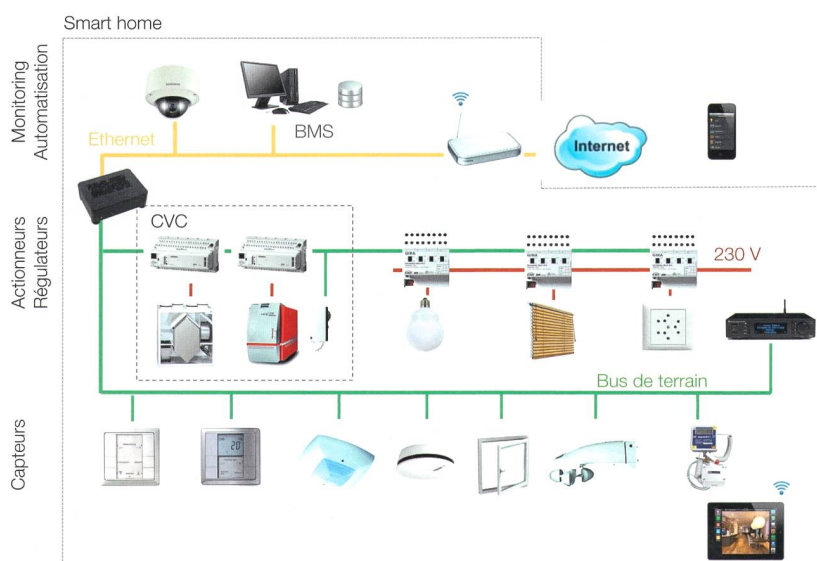 Smart home
Monitoring
Automatisation
Ethernet
BMS
Internet
Actionneurs
Régulateurs
CVC
230 V
Bus de terrain
Capteurs
20